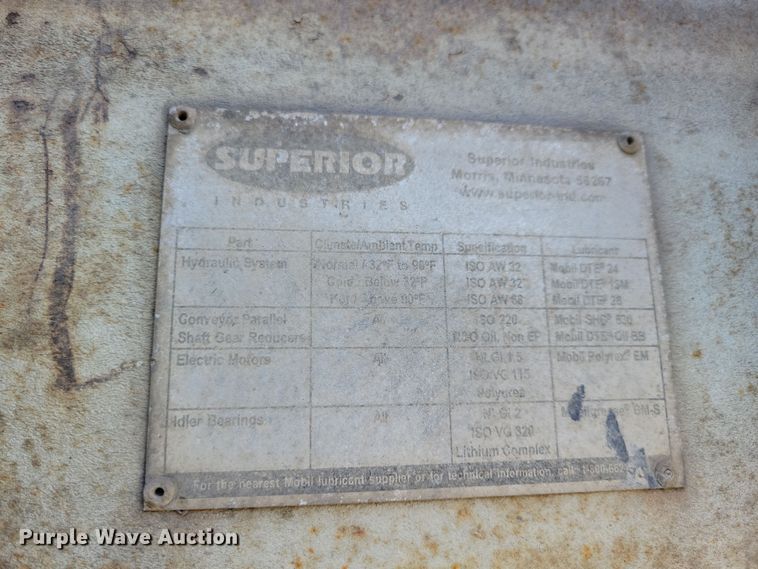 SUPERIOR
INDUSTRIES
Superior Industries
Morris, Minnesota 56267
www.superior-ind.com
Part Climate/Ambient Temp Specification Lubricant
Hydraulic System Normal / 32°F to 90°F ISO AW 32 Mobil DTE® 24
Cold / Below 32°F ISO AW 32 Mobil DTE®
Hot / Above 90°F ISO AW 68 Mobil DTE® 26
Conveyor Parallel All ISO 220 Mobil SHC®
Shaft Gear Reducers R&O Oil, Non EP Mobil DTE® Oil BB
Electric Motors All NLGI 1.5 Mobil Polyrex® EM
ISO VG 115
Polyurea
Idler Bearings All NLGI 2 CM-S
ISO VG 320
Lithium Complex
For the nearest Mobil lubricant supplier or for technical information, call
Purple Wave Auction